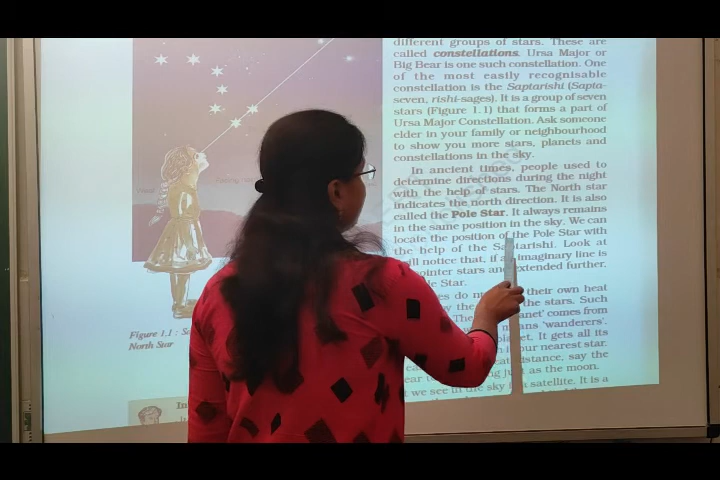 different groups of stars. These are
called constellations. Ursa Major or
Big Bear is one such constellation. One
of the most easily recognisable
constellation is the Saptarishi (Sapta-
seven, rishi-sages). It is a group of seven
stars (Figure 1.1) that forms a part of
Ursa Major Constellation. Ask someone
elder in your family or neighbourhood
to show you more stars, planets and
constellations in the sky.
In ancient times, people used to
determine directions during the night
with the help of stars. The North star
indicates the north direction. It is also
called the Pole Star. It always remains
in the same position in the sky. We can
locate the position of the Pole Star with
the help of the Saptarishi. Look at
will notice that, if an imaginary line is
pointer stars and extended further,
Star.
do their own heat
the stars. Such
comes from
means 'wanderers'.
It gets all its
our nearest star.
distance, say the
just as the moon.
we see in the sky satellite. It is a
Figure 1.1 :
North Star